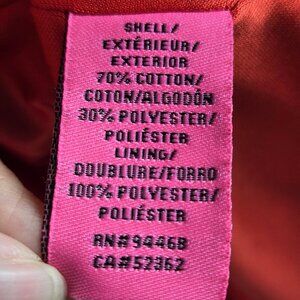 SHELL/
EXTÉRIEUR/
EXTERIOR
70% COTTON/
COTON/ALGODÓN
30% POLYESTER/
POLIÉSTER
LINING/
DOUBLURE/FORRO
100% POLYESTER/
POLIÉSTER
RN#94468
CA#52362